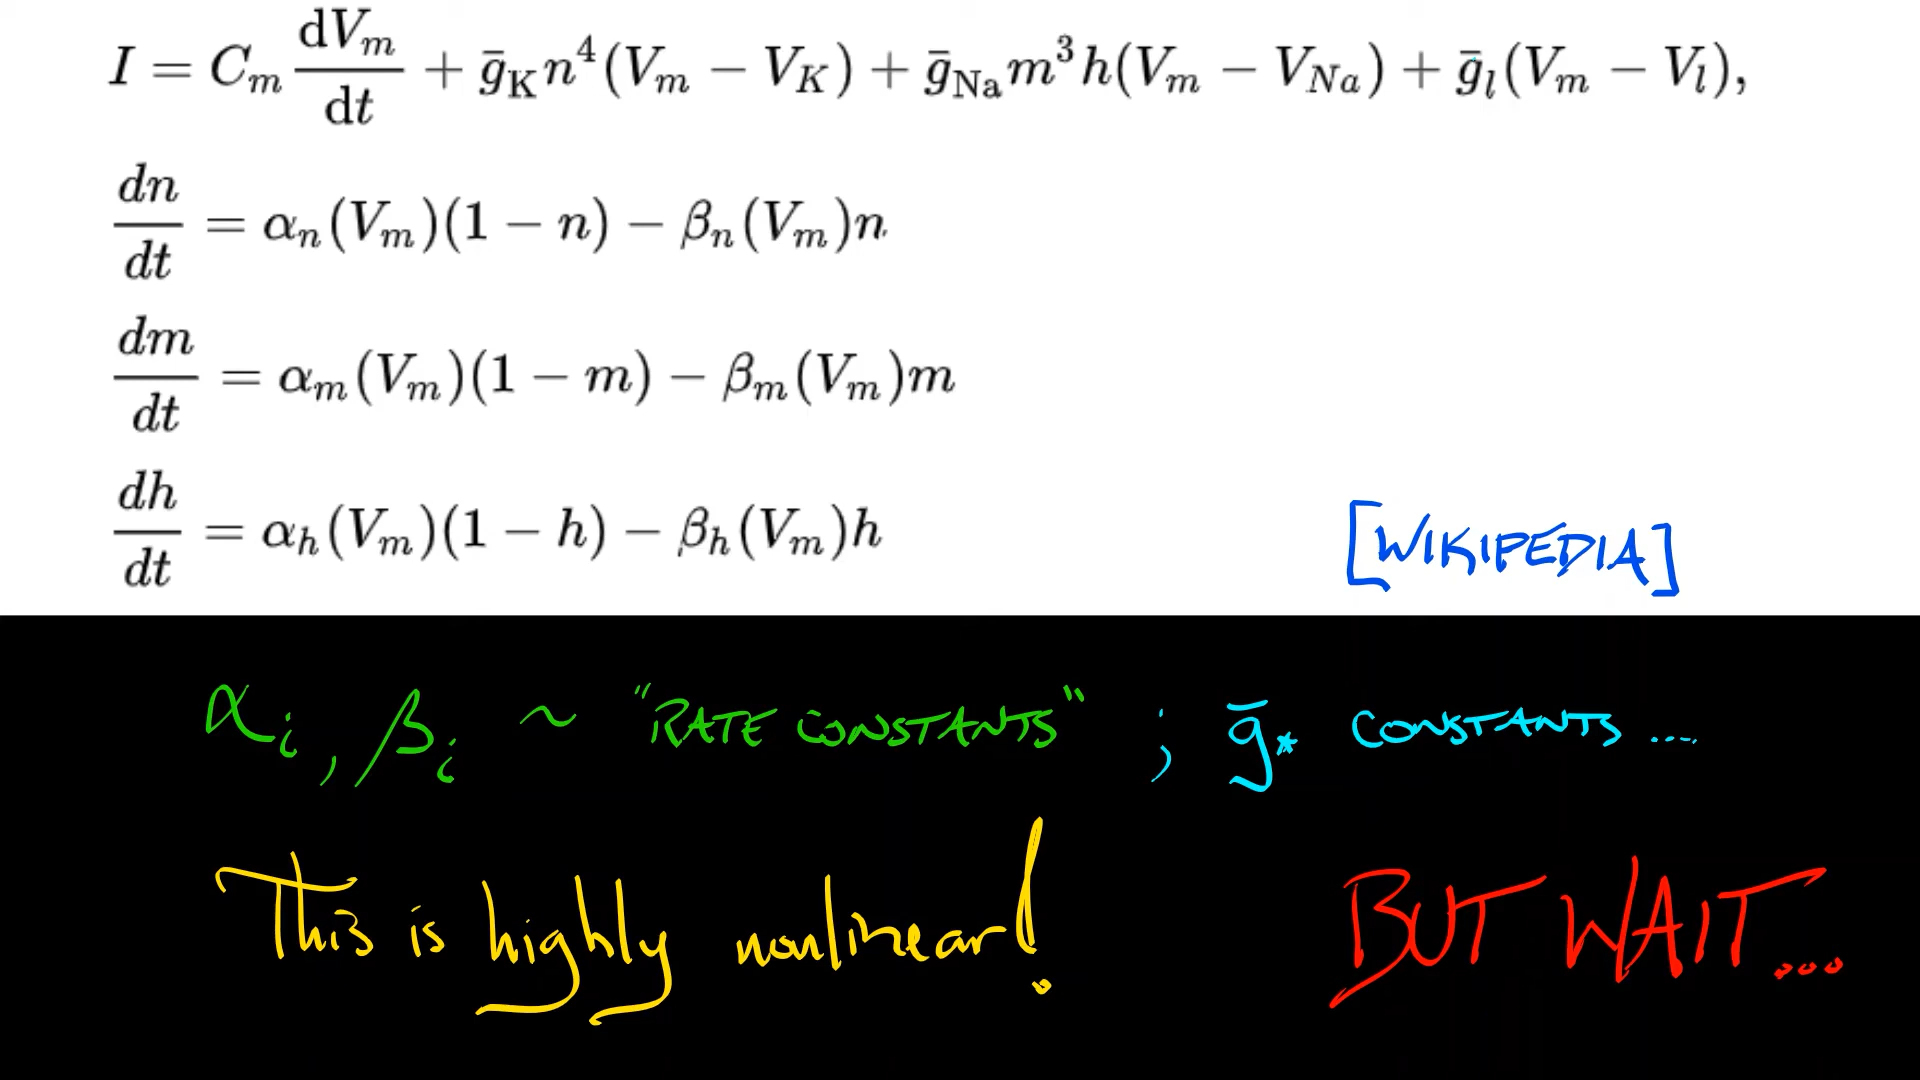 I = C_m dV_m/dt + ḡ_K n⁴(V_m − V_K) + ḡ_Na m³h(V_m − V_Na) + ḡ_l(V_m − V_l),
dn/dt = α_n(V_m)(1 − n) − β_n(V_m)n
dm/dt = α_m(V_m)(1 − m) − β_m(V_m)m
dh/dt = α_h(V_m)(1 − h) − β_h(V_m)h
[WIKIPEDIA]
α_i, β_i ~ "RATE CONSTANTS" ; ḡ_* CONSTANTS ....
This is highly nonlinear! BUT WAIT...